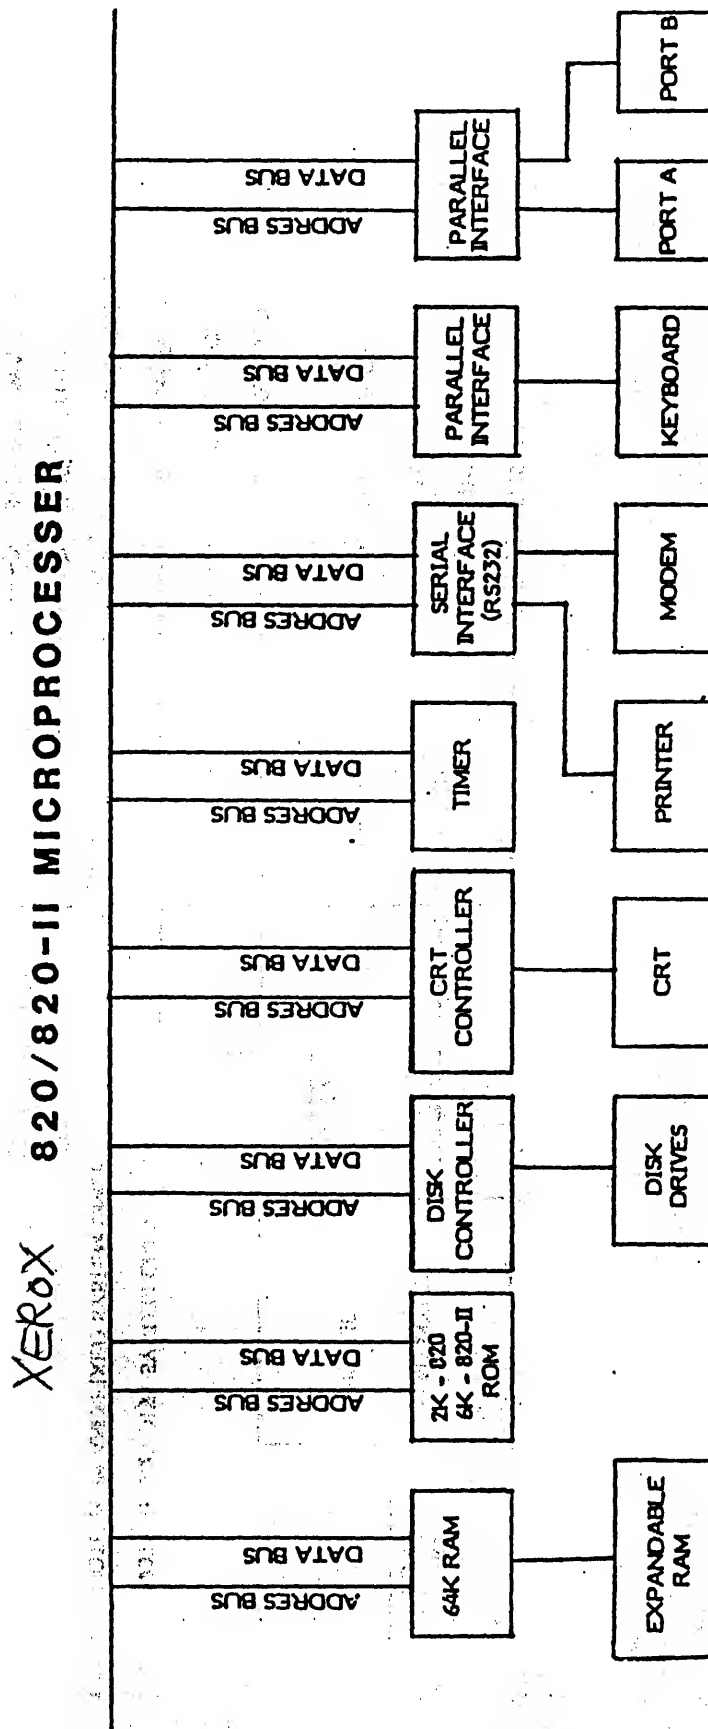 XEROX 820/820-II MICROPROCESSER
ADDRES BUS
DATA BUS
ADDRES BUS
DATA BUS
ADDRES BUS
DATA BUS
ADDRES BUS
DATA BUS
ADDRES BUS
DATA BUS
ADDRES BUS
DATA BUS
ADDRES BUS
DATA BUS
ADDRES BUS
DATA BUS
64K RAM
2K - 820
6K - 820-II
ROM
DISK
CONTROLLER
CRT
CONTROLLER
TIMER
SERIAL
INTERFACE
(RS232)
PARALLEL
INTERFACE
PARALLEL
INTERFACE
EXPANDABLE
RAM
DISK
DRIVES
CRT
PRINTER
MODEM
KEYBOARD
PORT A
PORT B